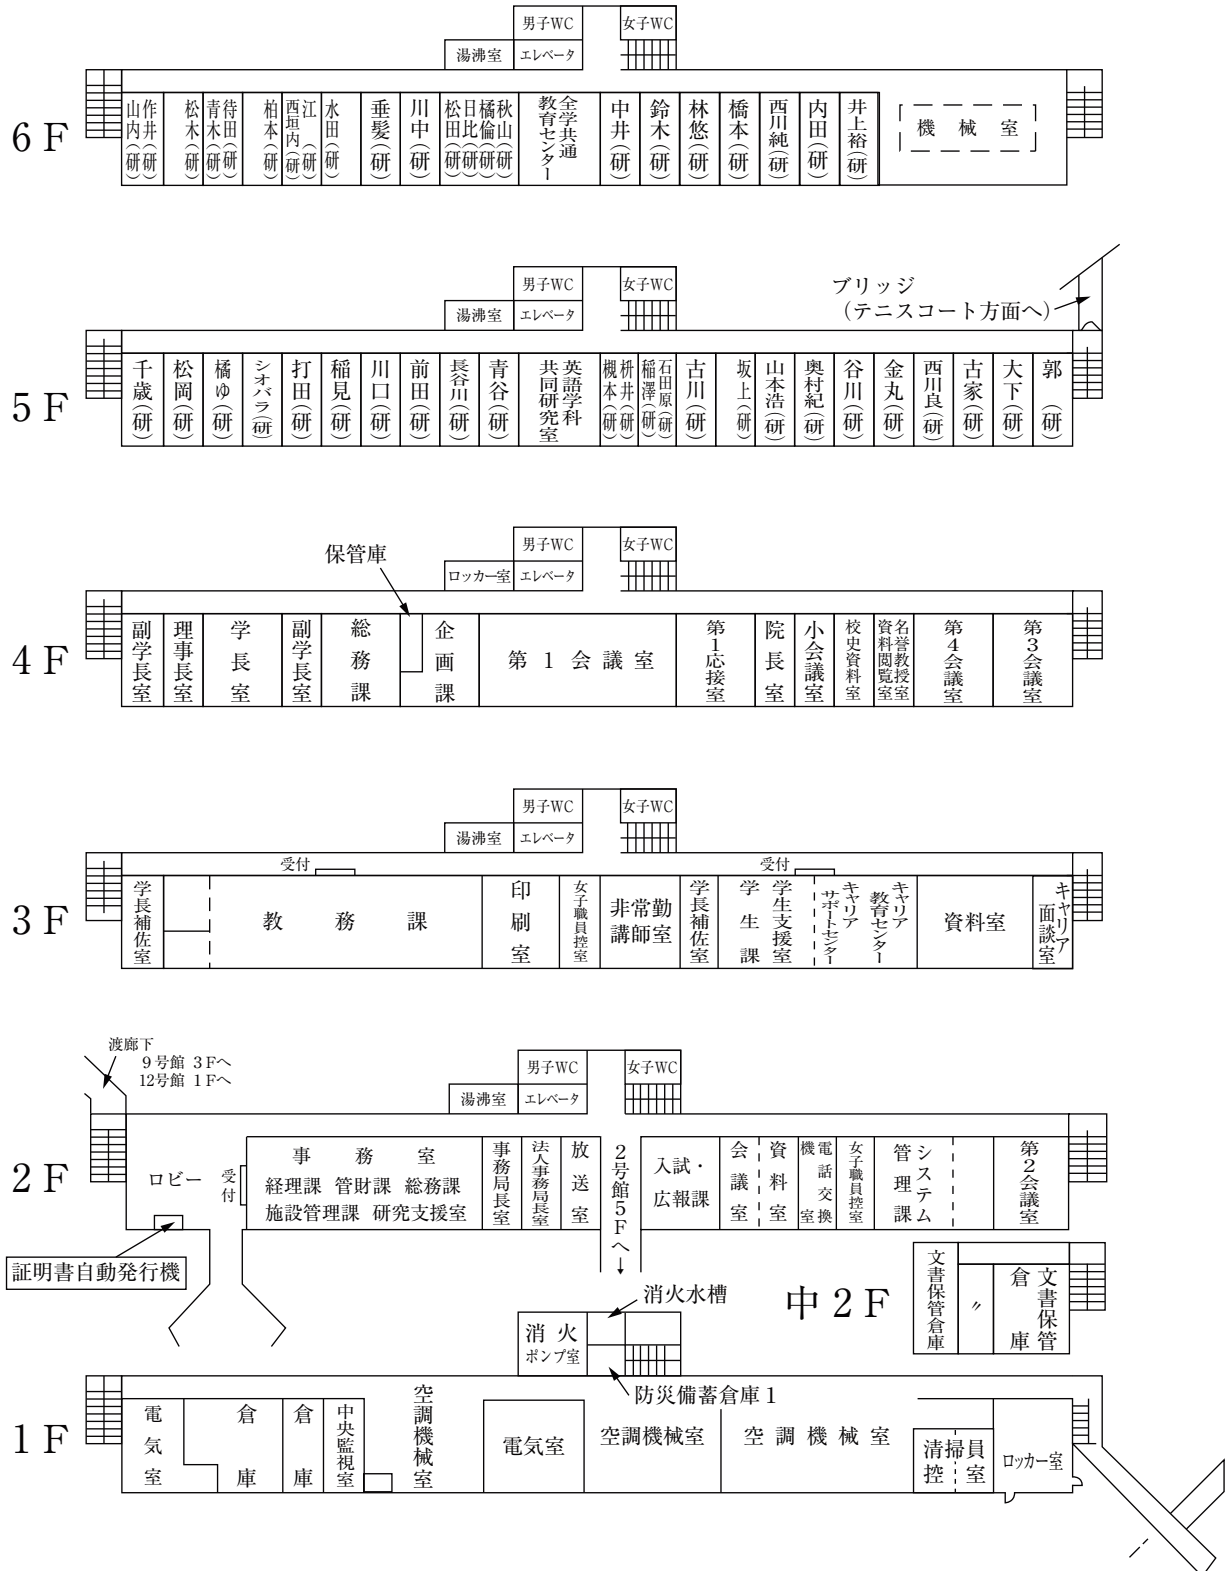 6F
男子WC
女子WC
湯沸室
エレベータ
山内(研)
作井(研)
松木(研)
青木(研)
待田(研)
柏本(研)
西垣内(研)
江(研)
水田(研)
垂髪(研)
川中(研)
松田(研)
日比(研)
橘倫(研)
秋山(研)
全学共通
教育センター
中井(研)
鈴木(研)
林悠(研)
橋本(研)
西川純(研)
内田(研)
井上裕(研)
機械室
5F
男子WC
女子WC
湯沸室
エレベータ
ブリッジ
(テニスコート方面へ)
千歳(研)
松岡(研)
橘ゆ(研)
シオバラ(研)
打田(研)
稲見(研)
川口(研)
前田(研)
長谷川(研)
青谷(研)
英語学科
共同研究室
槻本(研)
枡井(研)
稲澤(研)
石田原(研)
古川(研)
坂上(研)
山本浩(研)
奥村紀(研)
谷川(研)
金丸(研)
西川良(研)
古家(研)
大下(研)
郭(研)
4F
保管庫
男子WC
女子WC
ロッカー室
エレベータ
副学長室
理事長室
学長室
副学長室
総務課
企画課
第1会議室
第1応接室
院長室
小会議室
校史資料室
名誉教授室
資料閲覧室
第4会議室
第3会議室
3F
男子WC
女子WC
湯沸室
エレベータ
受付
受付
学長補佐室
教務課
印刷室
女子職員控室
非常勤
講師室
学長補佐室
学生課
学生支援室
キャリア
サポートセンター
キャリア
教育センター
資料室
キャリア
面談室
2F
渡廊下
9号館 3Fへ
12号館 1Fへ
男子WC
女子WC
湯沸室
エレベータ
ロビー
受付
証明書自動発行機
事務室
経理課 管財課 総務課
施設管理課 研究支援室
事務局長室
法人事務局長室
放送室
2号館5Fへ→
入試・
広報課
会議室
資料室
電話交換
機室
女子職員控室
システム
管理課
第2会議室
中2F
文書保管倉庫
〃
文書保管
倉庫
1F
消火水槽
消火
ポンプ室
防災備蓄倉庫1
電気室
倉庫
倉庫
中央監視室
空調機械室
電気室
空調機械室
空調機械室
清掃員
控室
ロッカー室